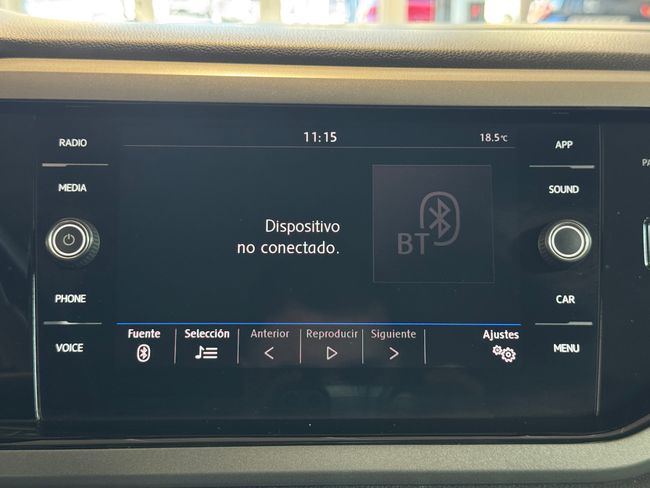 11:15
18.5°C
RADIO
MEDIA
PHONE
VOICE
APP
SOUND
CAR
MENU
Dispositivo
no conectado.
BT
Fuente
Selección
Anterior
Reproducir
Siguiente
Ajustes